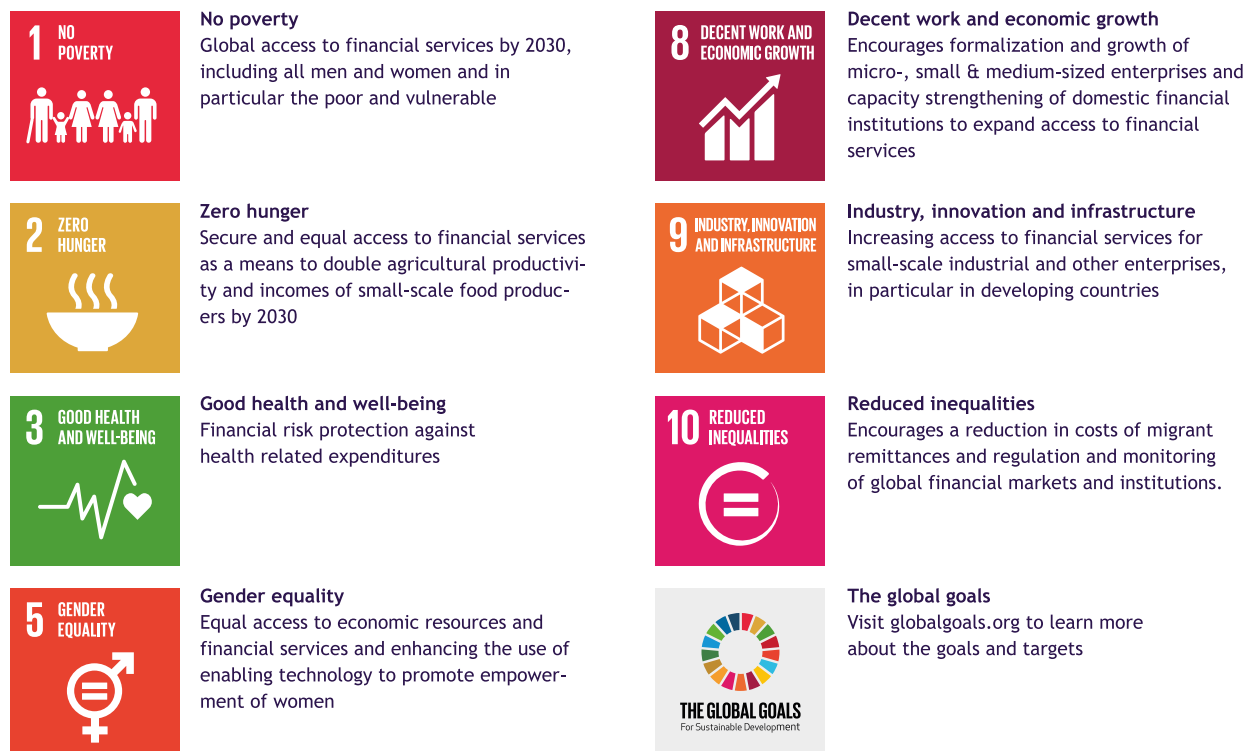 1 NO
POVERTY
No poverty
Global access to financial services by 2030,
including all men and women and in
particular the poor and vulnerable
2 ZERO
HUNGER
Zero hunger
Secure and equal access to financial services
as a means to double agricultural productivi-
ty and incomes of small-scale food produc-
ers by 2030
3 GOOD HEALTH
AND WELL-BEING
Good health and well-being
Financial risk protection against
health related expenditures
5 GENDER
EQUALITY
Gender equality
Equal access to economic resources and
financial services and enhancing the use of
enabling technology to promote empower-
ment of women
8 DECENT WORK AND
ECONOMIC GROWTH
Decent work and economic growth
Encourages formalization and growth of
micro-, small & medium-sized enterprises and
capacity strengthening of domestic financial
institutions to expand access to financial
services
9 INDUSTRY, INNOVATION
AND INFRASTRUCTURE
Industry, innovation and infrastructure
Increasing access to financial services for
small-scale industrial and other enterprises,
in particular in developing countries
10 REDUCED
INEQUALITIES
Reduced inequalities
Encourages a reduction in costs of migrant
remittances and regulation and monitoring
of global financial markets and institutions.
THE GLOBAL GOALS
For Sustainable Development
The global goals
Visit globalgoals.org to learn more
about the goals and targets